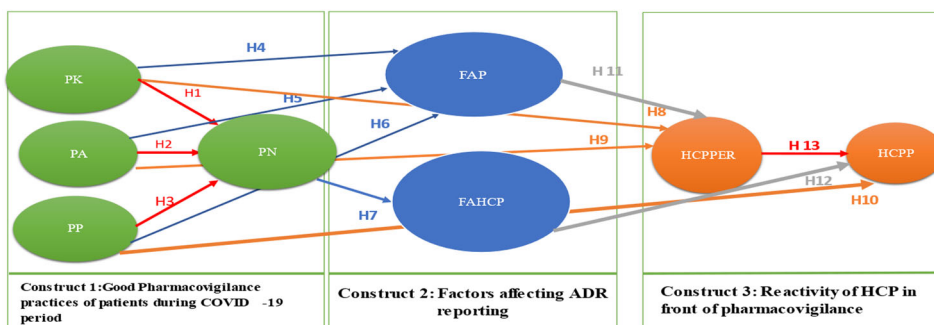 H4
H 11
PK
FAP
H1
H5
H8
H6
PA
H2
PN
H9
HCPPER
H 13
HCPP
H3
H12
PP
H7
FAHCP
H10
Construct 1:Good Pharmacovigilance
practices of patients during COVID -19
period
Construct 2: Factors affecting ADR
reporting
Construct 3: Reactivity of HCP in
front of pharmacovigilance